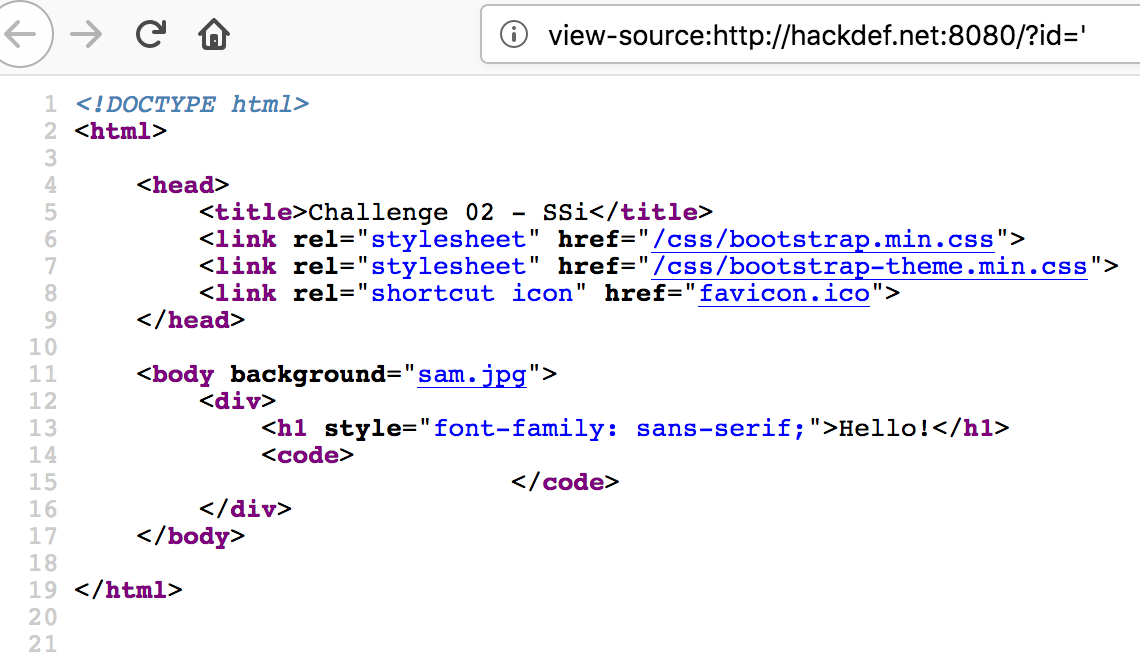 view-source:http://hackdef.net:8080/?id='
1 <!DOCTYPE html>
2 <html>
3
4 <head>
5 <title>Challenge 02 - SSi</title>
6 <link rel="stylesheet" href="/css/bootstrap.min.css">
7 <link rel="stylesheet" href="/css/bootstrap-theme.min.css">
8 <link rel="shortcut icon" href="favicon.ico">
9 </head>
10
11 <body background="sam.jpg">
12 <div>
13 <h1 style="font-family: sans-serif;">Hello!</h1>
14 <code>
15 </code>
16 </div>
17 </body>
18
19 </html>
20
21